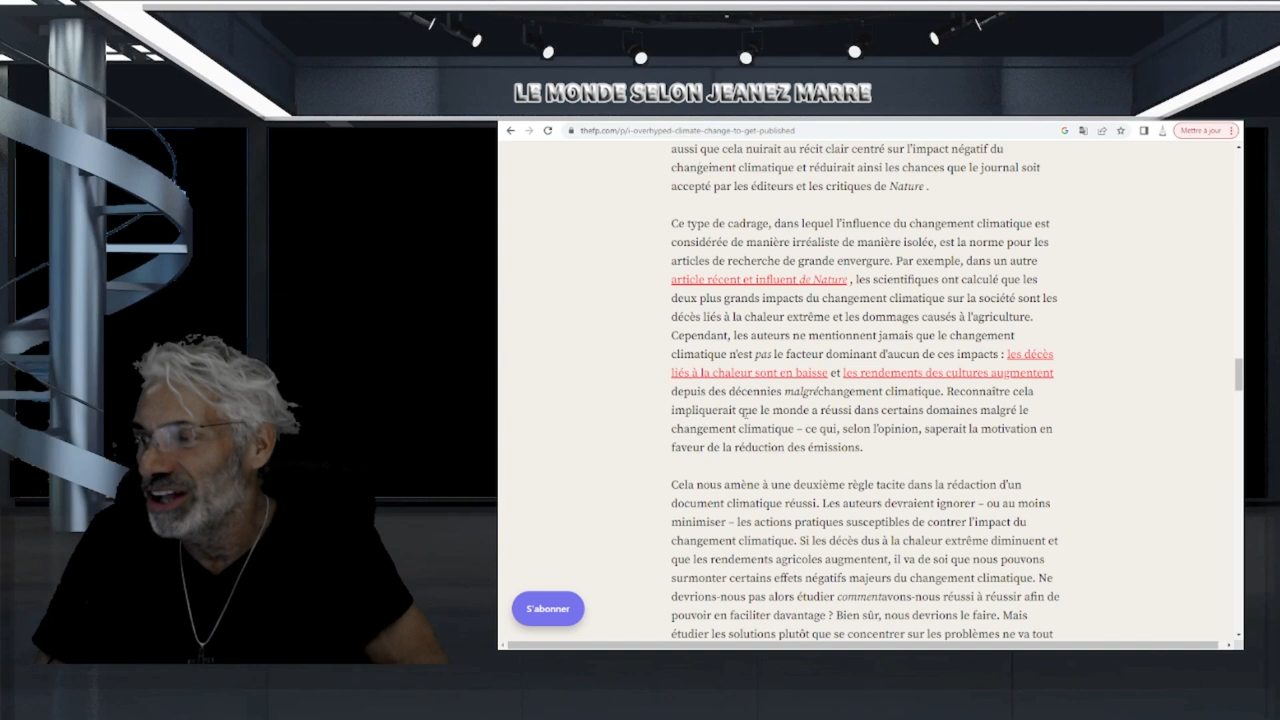 LE MONDE SELON JEANEZ MARRE
thefp.com/p/i-overhyped-climate-change-to-get-published
Mettre à jour
aussi que cela nuirait au récit clair centré sur l'impact négatif du
changement climatique et réduirait ainsi les chances que le journal soit
accepté par les éditeurs et les critiques de Nature .
Ce type de cadrage, dans lequel l'influence du changement climatique est
considérée de manière irréaliste de manière isolée, est la norme pour les
articles de recherche de grande envergure. Par exemple, dans un autre
article récent et influent de Nature , les scientifiques ont calculé que les
deux plus grands impacts du changement climatique sur la société sont les
décès liés à la chaleur extrême et les dommages causés à l'agriculture.
Cependant, les auteurs ne mentionnent jamais que le changement
climatique n'est pas le facteur dominant d'aucun de ces impacts : les décès
liés à la chaleur sont en baisse et les rendements des cultures augmentent
depuis des décennies malgréchangement climatique. Reconnaître cela
impliquerait que le monde a réussi dans certains domaines malgré le
changement climatique – ce qui, selon l'opinion, saperait la motivation en
faveur de la réduction des émissions.
Cela nous amène à une deuxième règle tacite dans la rédaction d'un
document climatique réussi. Les auteurs devraient ignorer – ou au moins
minimiser – les actions pratiques susceptibles de contrer l'impact du
changement climatique. Si les décès dus à la chaleur extrême diminuent et
que les rendements agricoles augmentent, il va de soi que nous pouvons
surmonter certains effets négatifs majeurs du changement climatique. Ne
devrions-nous pas alors étudier commentavons-nous réussi à réussir afin de
pouvoir en faciliter davantage ? Bien sûr, nous devrions le faire. Mais
étudier les solutions plutôt que se concentrer sur les problèmes ne va tout
S'abonner